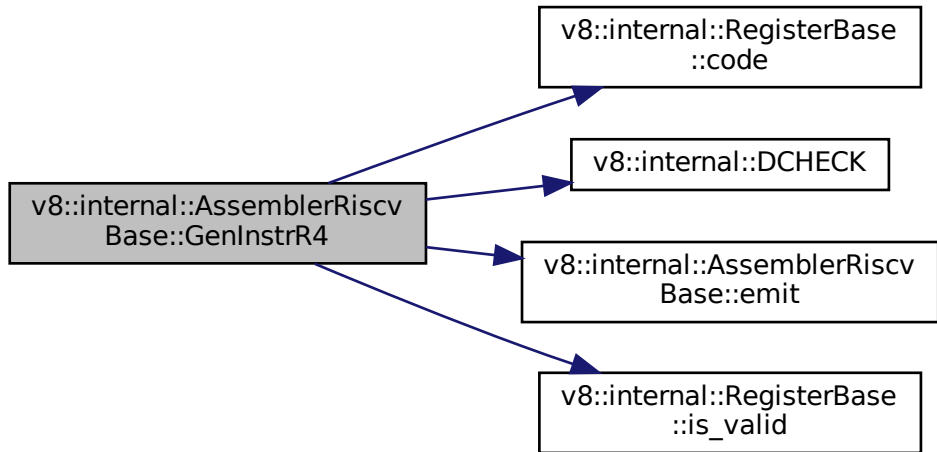 v8::internal::AssemblerRiscv
Base::GenInstrR4
v8::internal::RegisterBase
::code
v8::internal::DCHECK
v8::internal::AssemblerRiscv
Base::emit
v8::internal::RegisterBase
::is_valid